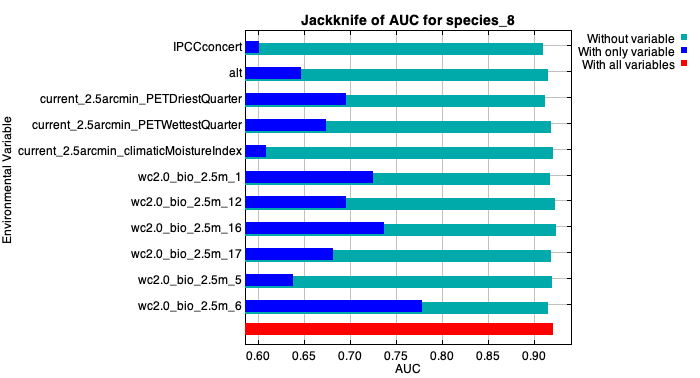 Jackknife of AUC for species_8
Without variable
With only variable
With all variables
Environmental Variable
IPCCconcert
alt
current_2.5arcmin_PETDriestQuarter
current_2.5arcmin_PETWettestQuarter
current_2.5arcmin_climaticMoistureIndex
wc2.0_bio_2.5m_1
wc2.0_bio_2.5m_12
wc2.0_bio_2.5m_16
wc2.0_bio_2.5m_17
wc2.0_bio_2.5m_5
wc2.0_bio_2.5m_6
0.60 0.65 0.70 0.75 0.80 0.85 0.90
AUC